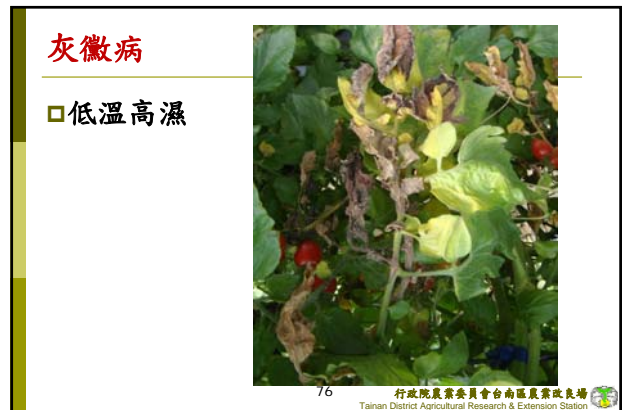 灰黴病
低溫高濕
76
行政院農業委員會台南區農業改良場
Tainan District Agricultural Research & Extension Station